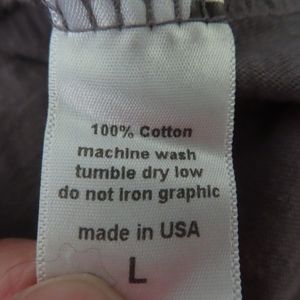 100% Cotton
machine wash
tumble dry low
do not Iron graphic
made in USA
L